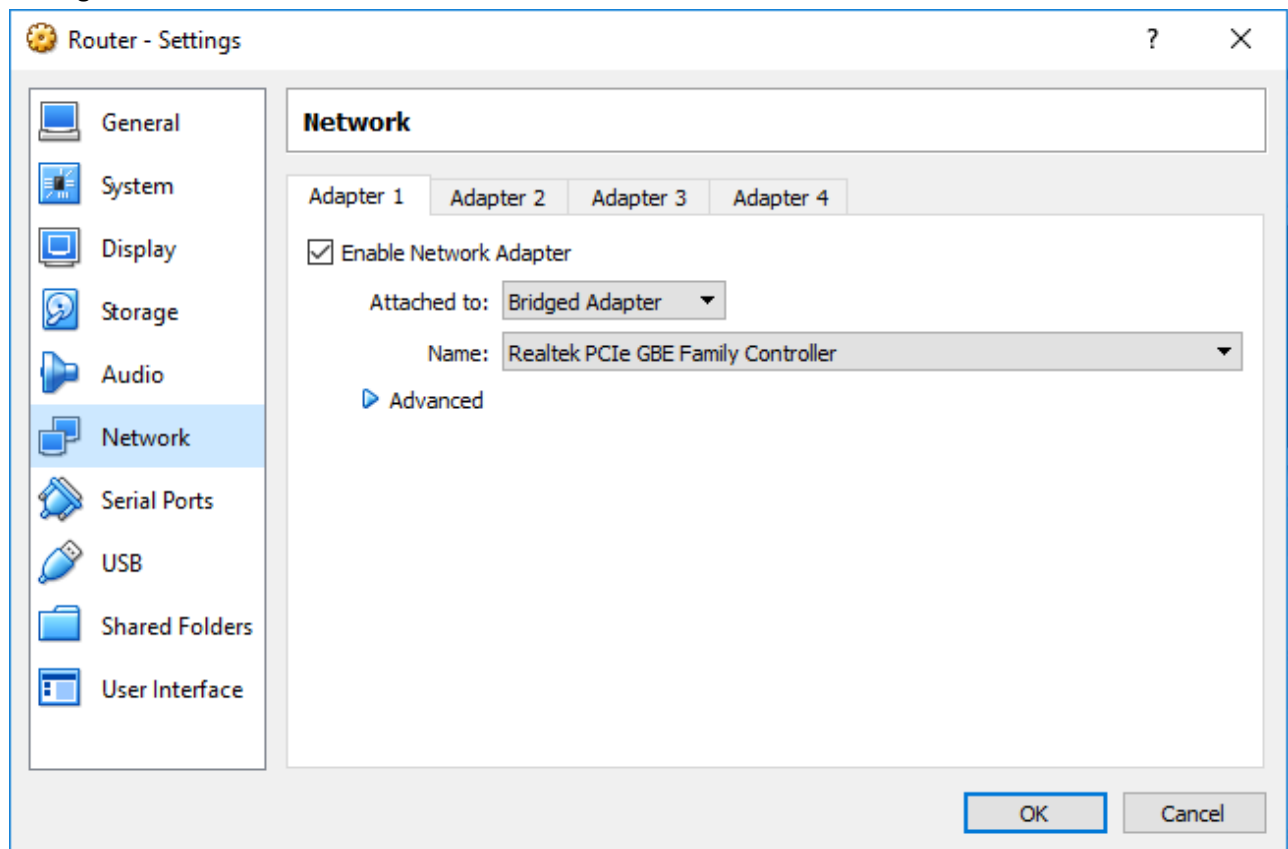 Router - Settings
?
General
System
Display
Storage
Audio
Network
Serial Ports
USB
Shared Folders
User Interface
Network
Adapter 1 Adapter 2 Adapter 3 Adapter 4
Enable Network Adapter
Attached to: Bridged Adapter
Name: Realtek PCIe GBE Family Controller
Advanced
OK Cancel